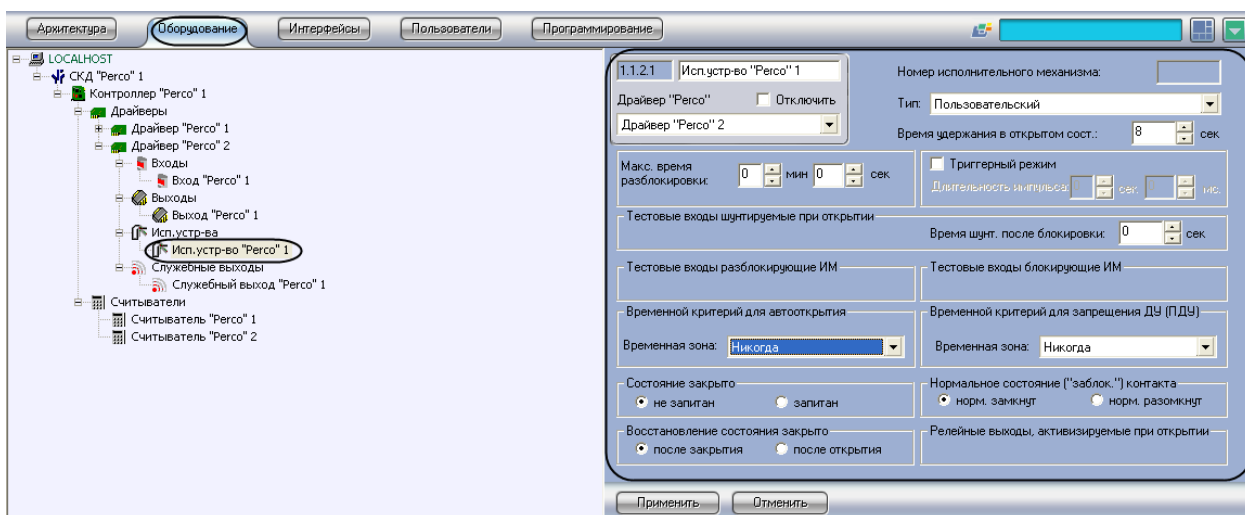 Архитектура Оборудование Интерфейсы Пользователи Программирование
LOCALHOST
СКД "Perco" 1
Контроллер "Perco" 1
Драйверы
Драйвер "Perco" 1
Драйвер "Perco" 2
Входы
Вход "Perco" 1
Выходы
Выход "Perco" 1
Исп.устр-ва
Исп.устр-во "Perco" 1
Служебные выходы
Служебный выход "Perco" 1
Считыватели
Считыватель "Perco" 1
Считыватель "Perco" 2
1.1.2.1 Исп.устр-во "Perco" 1
Драйвер "Perco" Отключить
Драйвер "Perco" 2
Номер исполнительного механизма:
Тип: Пользовательский
Время удержания в открытом сост.: 8 сек
Макс. время
разблокировки: 0 мин 0 сек
Триггерный режим
Длительность импульса: сек. мс.
Тестовые входы шунтируемые при открытии
Время шунт. после блокировки: 0 сек
Тестовые входы разблокирующие ИМ
Тестовые входы блокирующие ИМ
Временной критерий для автооткрытия
Временная зона: Никогда
Временной критерий для запрещения ДУ (ПДУ)
Временная зона: Никогда
Состояние закрыто
не запитан запитан
Нормальное состояние ("заблок.") контакта
норм. замкнут норм. разомкнут
Восстановление состояния закрыто
после закрытия после открытия
Релейные выходы, активизируемые при открытии
Применить Отменить